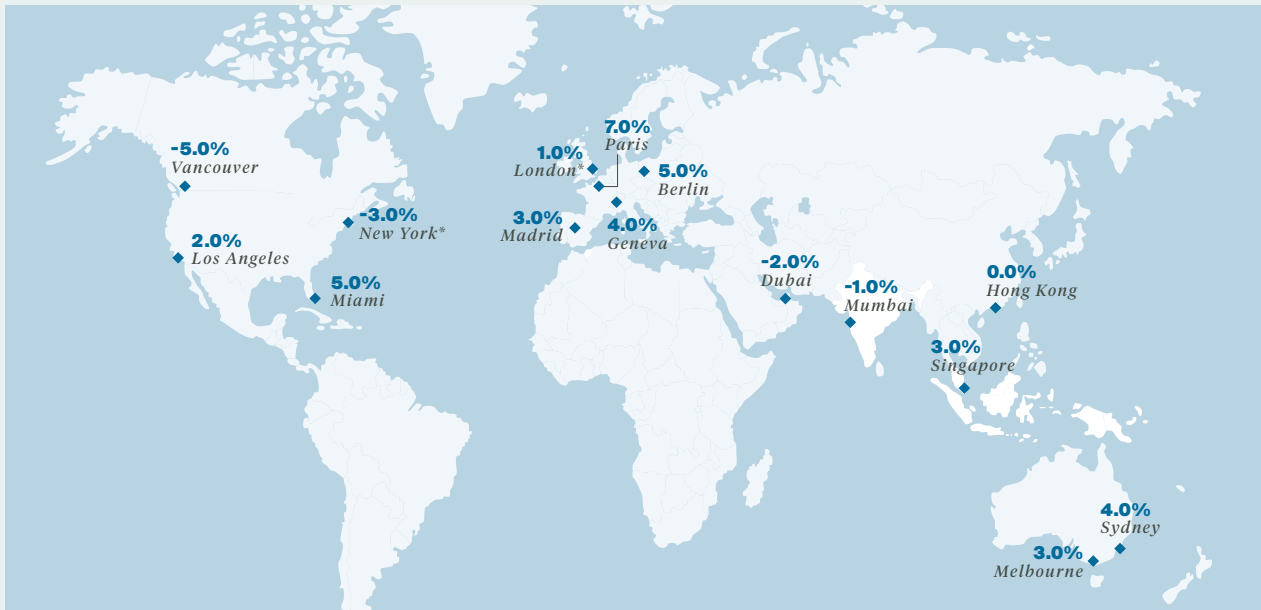 7.0%
Paris
1.0%
London*
-5.0%
Vancouver
5.0%
Berlin
-3.0%
New York*
3.0%
Madrid
4.0%
Geneva
2.0%
Los Angeles
-2.0%
Dubai
0.0%
Hong Kong
5.0%
Miami
-1.0%
Mumbai
3.0%
Singapore
4.0%
Sydney
3.0%
Melbourne